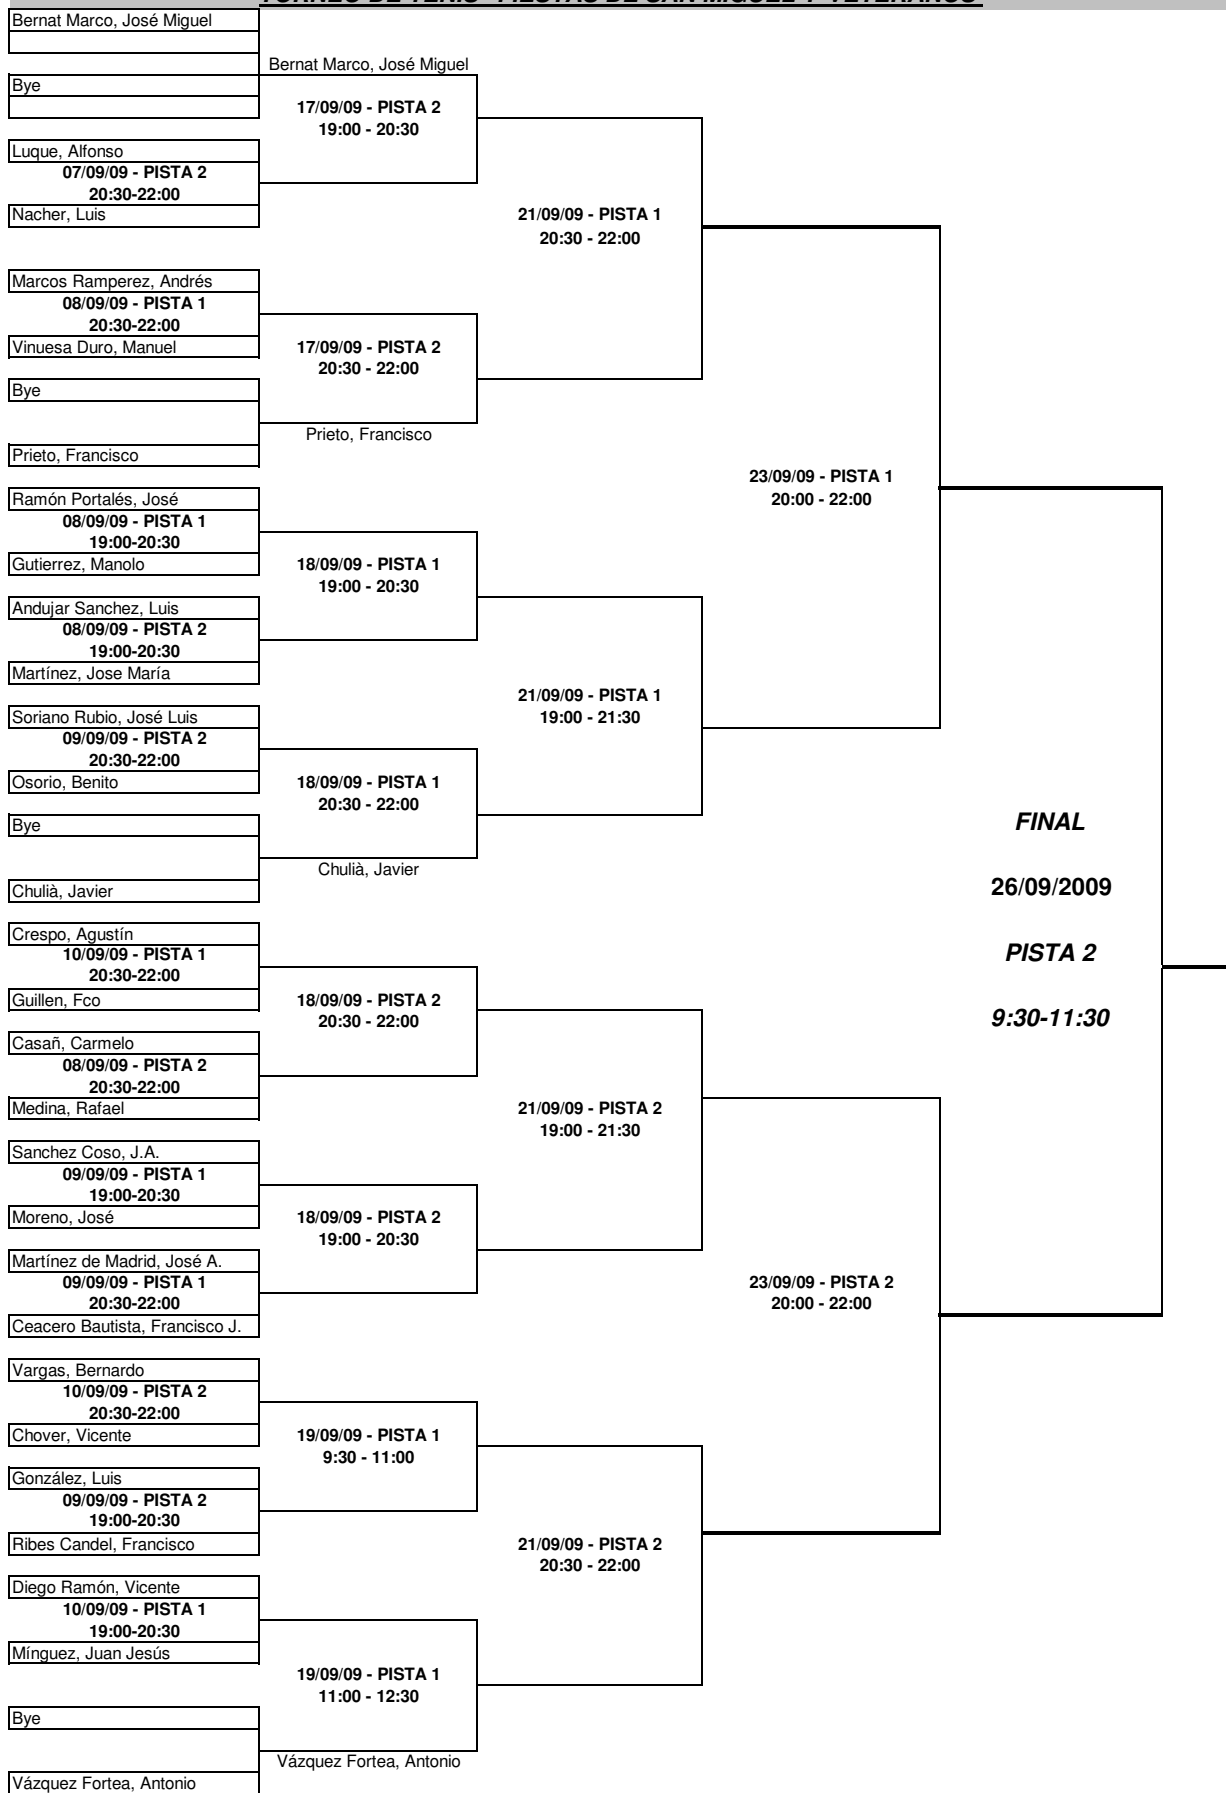 TORNEO DE TENIS "FIESTAS DE SAN MIGUEL Y VETERANOS"
Bernat Marco, José Miguel
Bye
Luque, Alfonso
07/09/09 - PISTA 2
20:30-22:00
Nacher, Luis
Marcos Ramperez, Andrés
08/09/09 - PISTA 1
20:30-22:00
Vinuesa Duro, Manuel
Bye
Prieto, Francisco
Ramón Portalés, José
08/09/09 - PISTA 1
19:00-20:30
Gutierrez, Manolo
Andujar Sanchez, Luis
08/09/09 - PISTA 2
19:00-20:30
Martínez, Jose María
Soriano Rubio, José Luis
09/09/09 - PISTA 2
20:30-22:00
Osorio, Benito
Bye
Chulià, Javier
Crespo, Agustín
10/09/09 - PISTA 1
20:30-22:00
Guillen, Fco
Casañ, Carmelo
08/09/09 - PISTA 2
20:30-22:00
Medina, Rafael
Sanchez Coso, J.A.
09/09/09 - PISTA 1
19:00-20:30
Moreno, José
Martínez de Madrid, José A.
09/09/09 - PISTA 1
20:30-22:00
Ceacero Bautista, Francisco J.
Vargas, Bernardo
10/09/09 - PISTA 2
20:30-22:00
Chover, Vicente
González, Luis
09/09/09 - PISTA 2
19:00-20:30
Ribes Candel, Francisco
Diego Ramón, Vicente
10/09/09 - PISTA 1
19:00-20:30
Mínguez, Juan Jesús
Bye
Vázquez Fortea, Antonio
Bernat Marco, José Miguel
17/09/09 - PISTA 2
19:00 - 20:30
17/09/09 - PISTA 2
20:30 - 22:00
Prieto, Francisco
18/09/09 - PISTA 1
19:00 - 20:30
18/09/09 - PISTA 1
20:30 - 22:00
Chulià, Javier
18/09/09 - PISTA 2
20:30 - 22:00
18/09/09 - PISTA 2
19:00 - 20:30
19/09/09 - PISTA 1
9:30 - 11:00
19/09/09 - PISTA 1
11:00 - 12:30
Vázquez Fortea, Antonio
21/09/09 - PISTA 1
20:30 - 22:00
21/09/09 - PISTA 1
19:00 - 21:30
21/09/09 - PISTA 2
19:00 - 21:30
21/09/09 - PISTA 2
20:30 - 22:00
23/09/09 - PISTA 1
20:00 - 22:00
23/09/09 - PISTA 2
20:00 - 22:00
FINAL
26/09/2009
PISTA 2
9:30-11:30